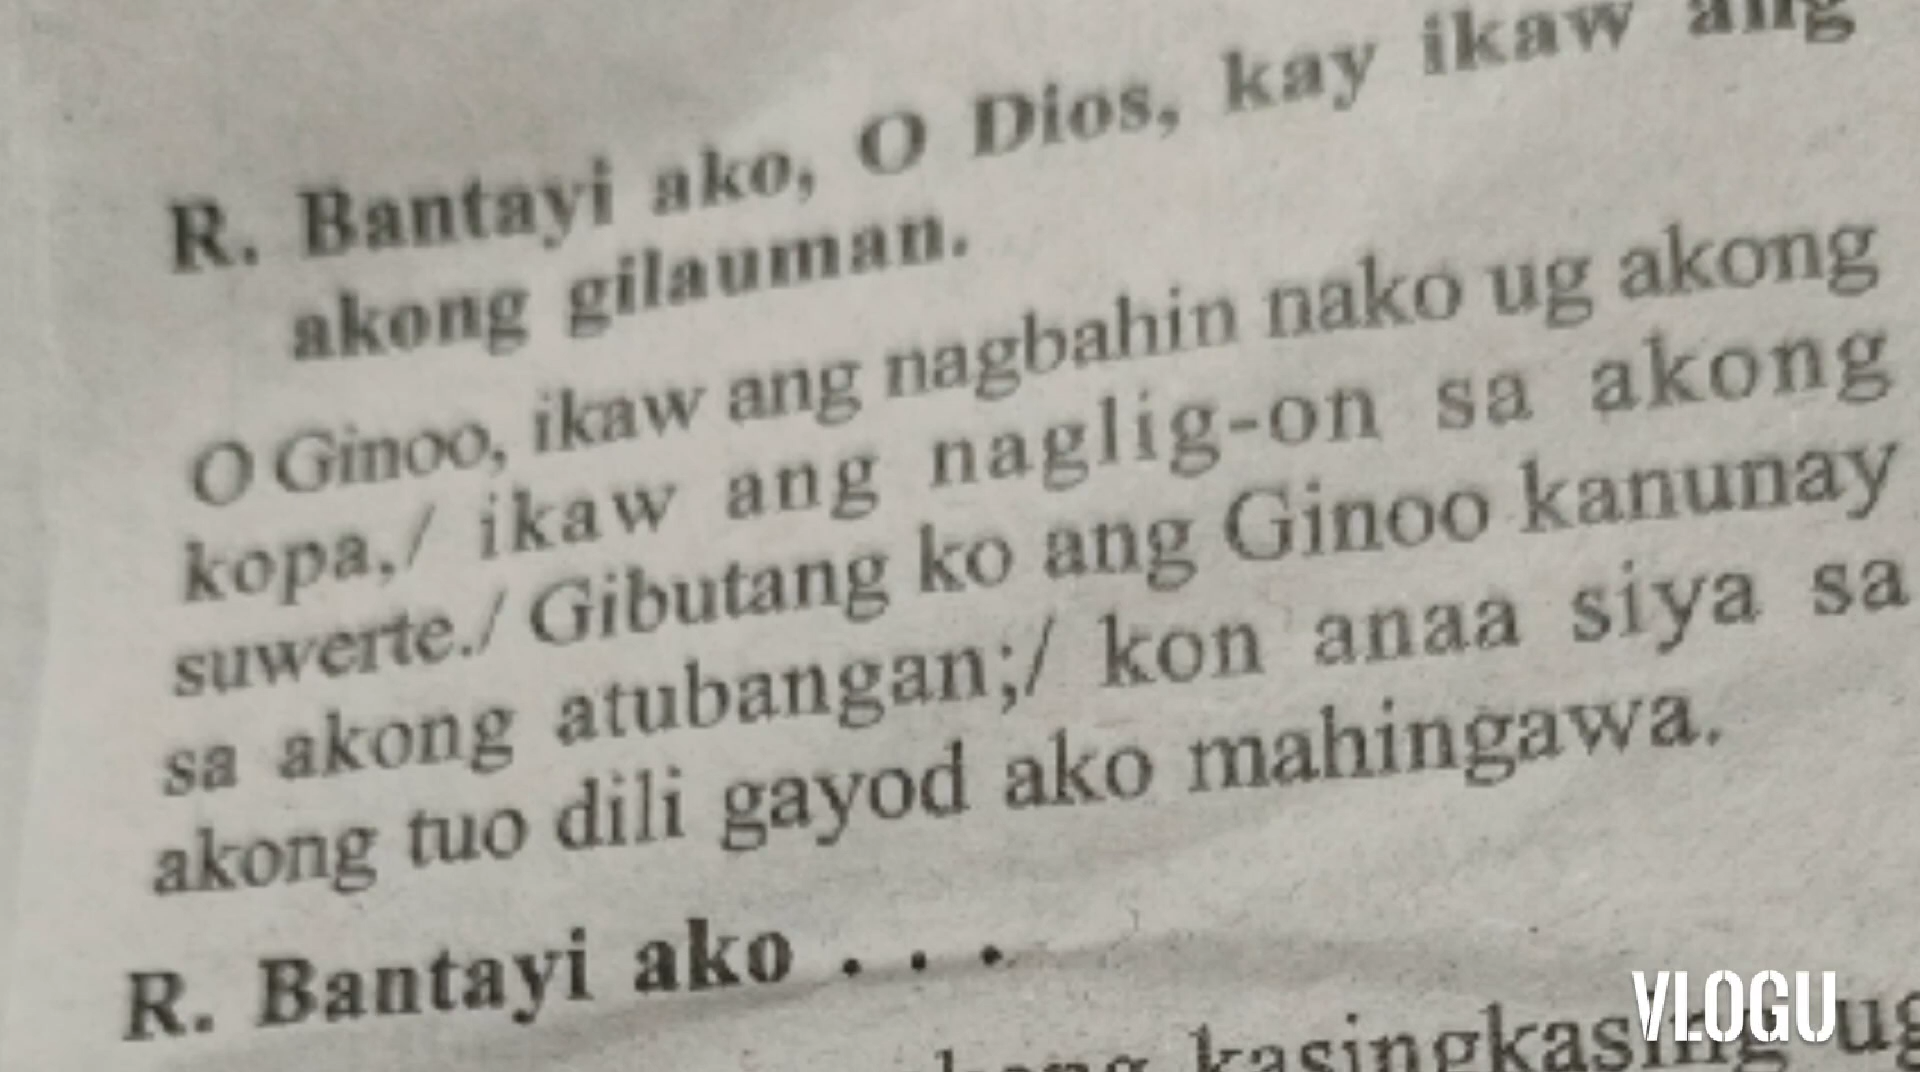 R. Bantayi ako, O Dios, kay ikaw ang
akong gilauman.
O Ginoo, ikaw ang nagbahin nako ug akong
kopa,/ ikaw ang naglig-on sa akong
suwerte./ Gibutang ko ang Ginoo kanunay
sa akong atubangan;/ kon anaa siya sa
akong tuo dili gayod ako mahingawa.
R. Bantayi ako . . .
kasingkasing ug
VLOGU